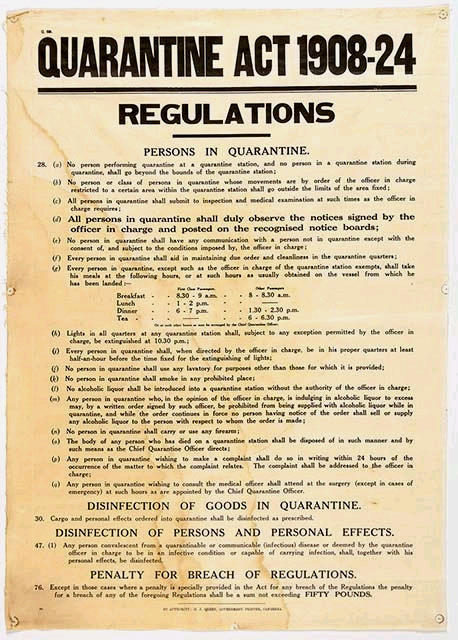 QUARANTINE ACT 1908-24
REGULATIONS
PERSONS IN QUARANTINE.
28. (a) No person performing quarantine at a quarantine station, and no person in a quarantine station during
quarantine, shall go beyond the bounds of the quarantine station;
(b) No person or class of persons in quarantine whose movements are by order of the officer in charge
restricted to a certain area within the quarantine station shall go outside the limits of the area fixed;
(c) All persons in quarantine shall submit to inspection and medical examination at such times as the officer in
charge requires;
(d) All persons in quarantine shall duly observe the notices signed by the
officer in charge and posted on the recognised notice boards;
(e) No person in quarantine shall have any communication with a person not in quarantine except with the
consent of, and subject to the conditions imposed by, the officer in charge;
(f) Every person in quarantine shall aid in maintaining due order and cleanliness in the quarantine quarters;
(g) Every person in quarantine, except such as the officer in charge of the quarantine station exempts, shall take
his meals at the following hours, or at such hours as usually obtained on the vessel from which he
has been landed :—
First Class Passengers. Other Passengers.
Breakfast - 8.30 - 9 a.m. - - 8 - 8.30 a.m.
Lunch - 1 - 2 p.m. -
Dinner - 6 - 7 p.m. - - 1.30 - 2.30 p.m.
Tea - - - 6 - 6.30 p.m.
Or at such other hours as may be arranged by the Chief Quarantine Officer.
(h) Lights in all quarters at any quarantine station shall, subject to any exception permitted by the officer in
charge, be extinguished at 10.30 p.m.;
(i) Every person in quarantine shall, when directed by the officer in charge, be in his proper quarters at least
half-an-hour before the time fixed for the extinguishing of lights;
(j) No person in quarantine shall use any lavatory for purposes other than those for which it is provided;
(k) No person in quarantine shall smoke in any prohibited place;
(l) No alcoholic liquor shall be introduced into a quarantine station without the authority of the officer in charge;
(m) Any person in quarantine who, in the opinion of the officer in charge, is indulging in alcoholic liquor to excess
may, by a written order signed by such officer, be prohibited from being supplied with alcoholic liquor while in
quarantine, and while the order continues in force no person having notice of the order shall sell or supply
any alcoholic liquor to the person with respect to whom the order is made;
(n) No person in quarantine shall carry or use any firearm;
(o) The body of any person who has died on a quarantine station shall be disposed of in such manner and by
such means as the Chief Quarantine Officer directs;
(p) Any person in quarantine wishing to make a complaint shall do so in writing within 24 hours of the
occurrence of the matter to which the complaint relates. The complaint shall be addressed to the officer in
charge;
(q) Any person in quarantine wishing to consult the medical officer shall attend at the surgery (except in cases of
emergency) at such hours as are appointed by the Chief Quarantine Officer.
DISINFECTION OF GOODS IN QUARANTINE.
30. Cargo and personal effects ordered into quarantine shall be disinfected as prescribed.
DISINFECTION OF PERSONS AND PERSONAL EFFECTS.
47. (1) Any person convalescent from a quarantinable or communicable (infectious) disease or deemed by the quarantine
officer in charge to be in an infective condition or capable of carrying infection, shall, together with his
personal effects, be disinfected.
PENALTY FOR BREACH OF REGULATIONS.
76. Except in those cases where a penalty is specially provided in the Act for any breach of the Regulations the penalty
for a breach of any of the foregoing Regulations shall be a sum not exceeding FIFTY POUNDS.
BY AUTHORITY: H. J. GREEN, GOVERNMENT PRINTER, CANBERRA.